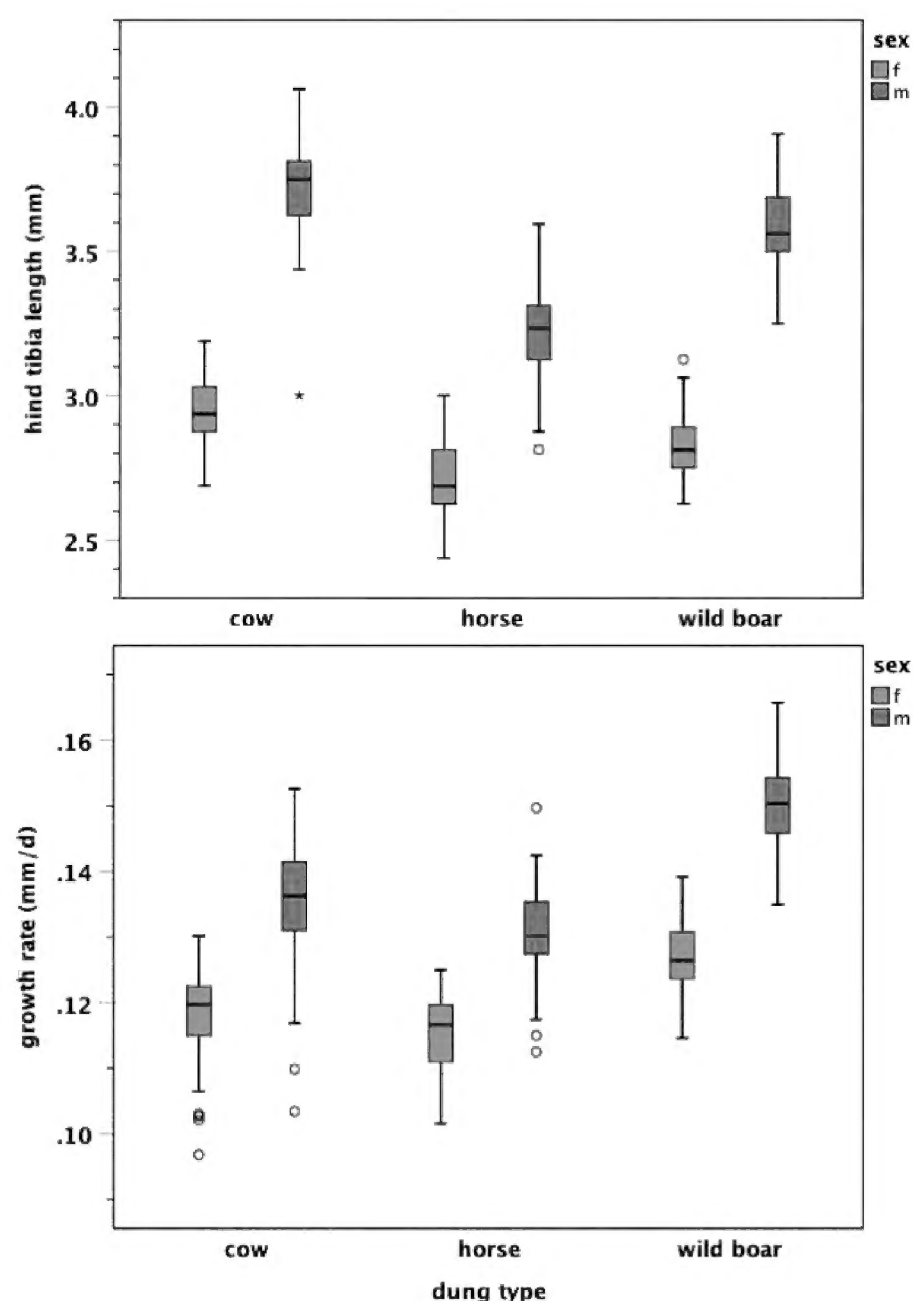 sex
f
m
hind tibia length (mm)
4.0
3.5
3.0
2.5
cow horse wild boar
sex
f
m
growth rate (mm/d)
.16
.14
.12
.10
cow horse wild boar
dung type